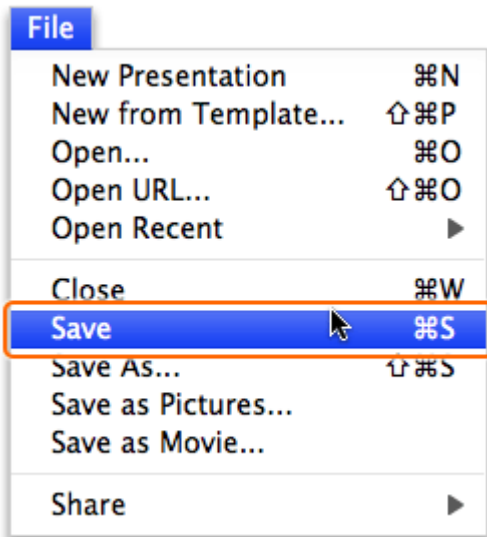 File
New Presentation ⌘N
New from Template... ⇧⌘P
Open... ⌘O
Open URL... ⇧⌘O
Open Recent ▶
Close ⌘W
Save ⌘S
Save As... ⇧⌘S
Save as Pictures...
Save as Movie...
Share ▶